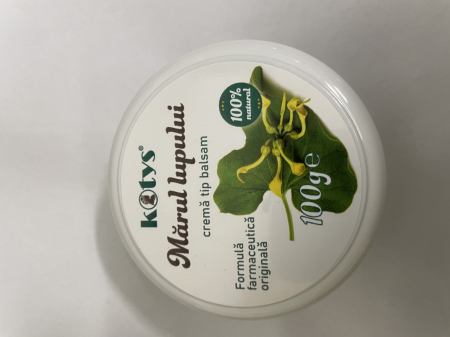 kotys®
Mărul lupului
cremă tip balsam
100%
natural
Formulă
farmaceutică
originală
100g℮